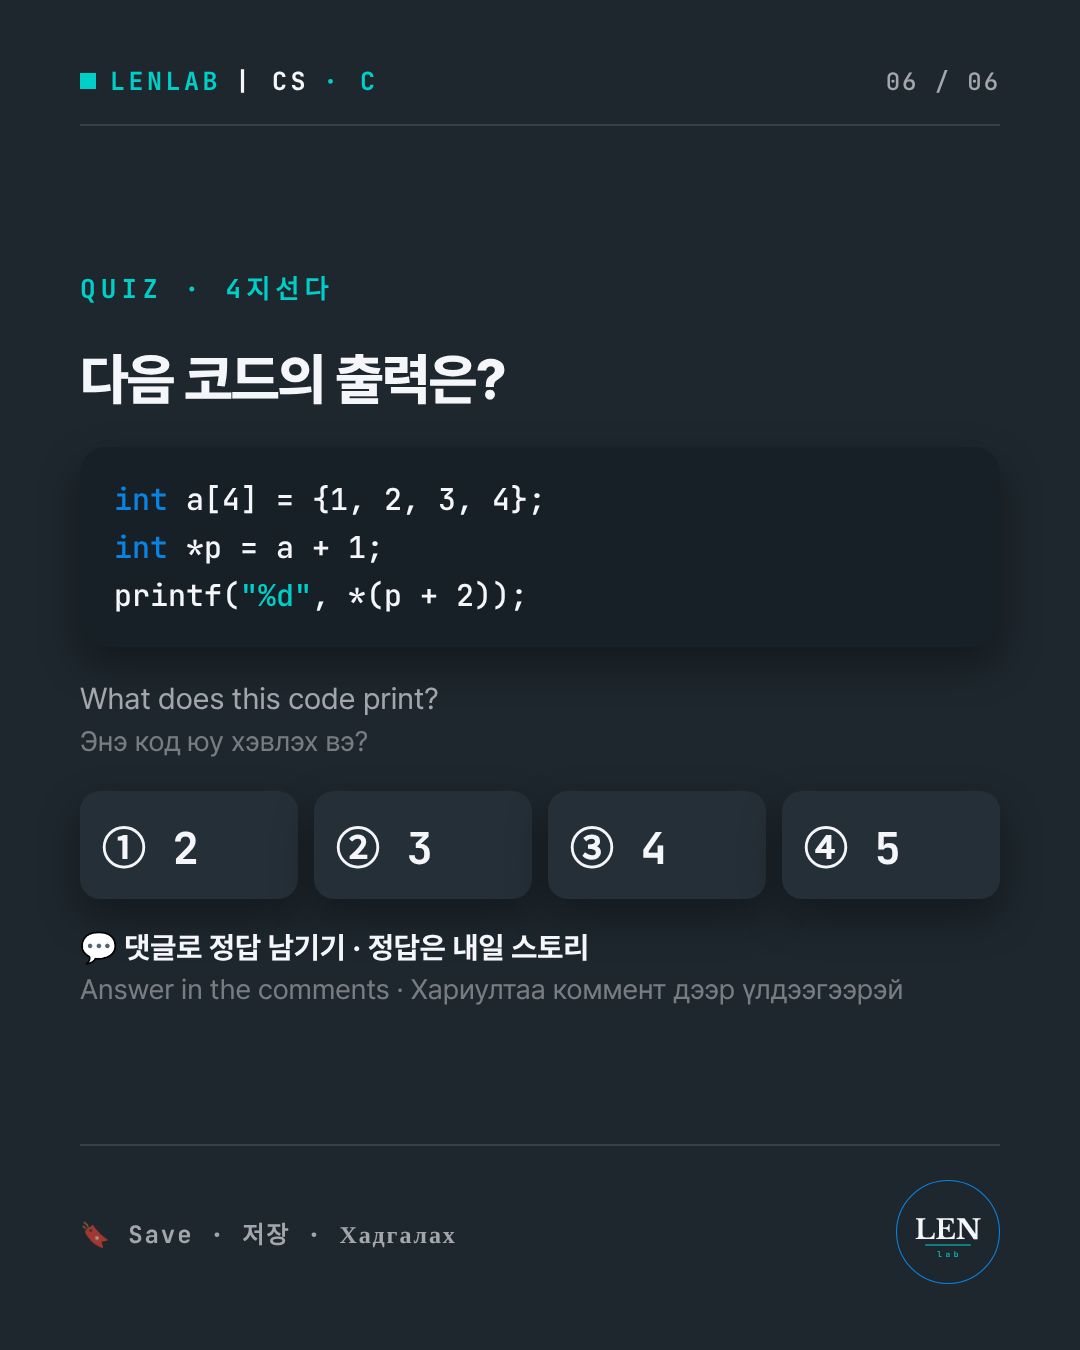 LENLAB | CS · C
06 / 06
QUIZ · 4지선다
다음 코드의 출력은?
int a[4] = {1, 2, 3, 4};
int *p = a + 1;
printf("%d", *(p + 2));
What does this code print?
Энэ код юу хэвлэх вэ?
① 2
② 3
③ 4
④ 5
💬 댓글로 정답 남기기 · 정답은 내일 스토리
Answer in the comments · Хариултаа коммент дээр үлдээгээрэй
🔖 Save · 저장 · Хадгалах
LEN
lab